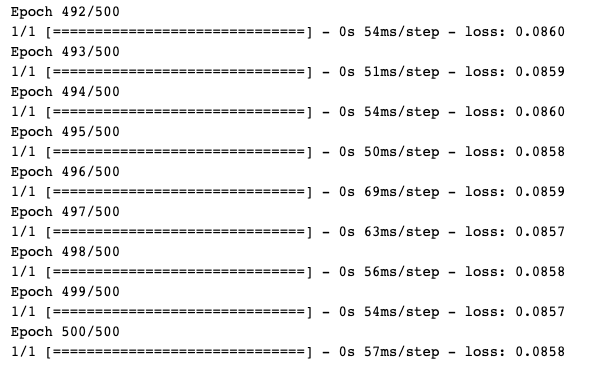 Epoch 492/500
1/1 [==============================] - 0s 54ms/step - loss: 0.0860
Epoch 493/500
1/1 [==============================] - 0s 51ms/step - loss: 0.0859
Epoch 494/500
1/1 [==============================] - 0s 54ms/step - loss: 0.0860
Epoch 495/500
1/1 [==============================] - 0s 50ms/step - loss: 0.0858
Epoch 496/500
1/1 [==============================] - 0s 69ms/step - loss: 0.0859
Epoch 497/500
1/1 [==============================] - 0s 63ms/step - loss: 0.0857
Epoch 498/500
1/1 [==============================] - 0s 56ms/step - loss: 0.0858
Epoch 499/500
1/1 [==============================] - 0s 54ms/step - loss: 0.0857
Epoch 500/500
1/1 [==============================] - 0s 57ms/step - loss: 0.0858